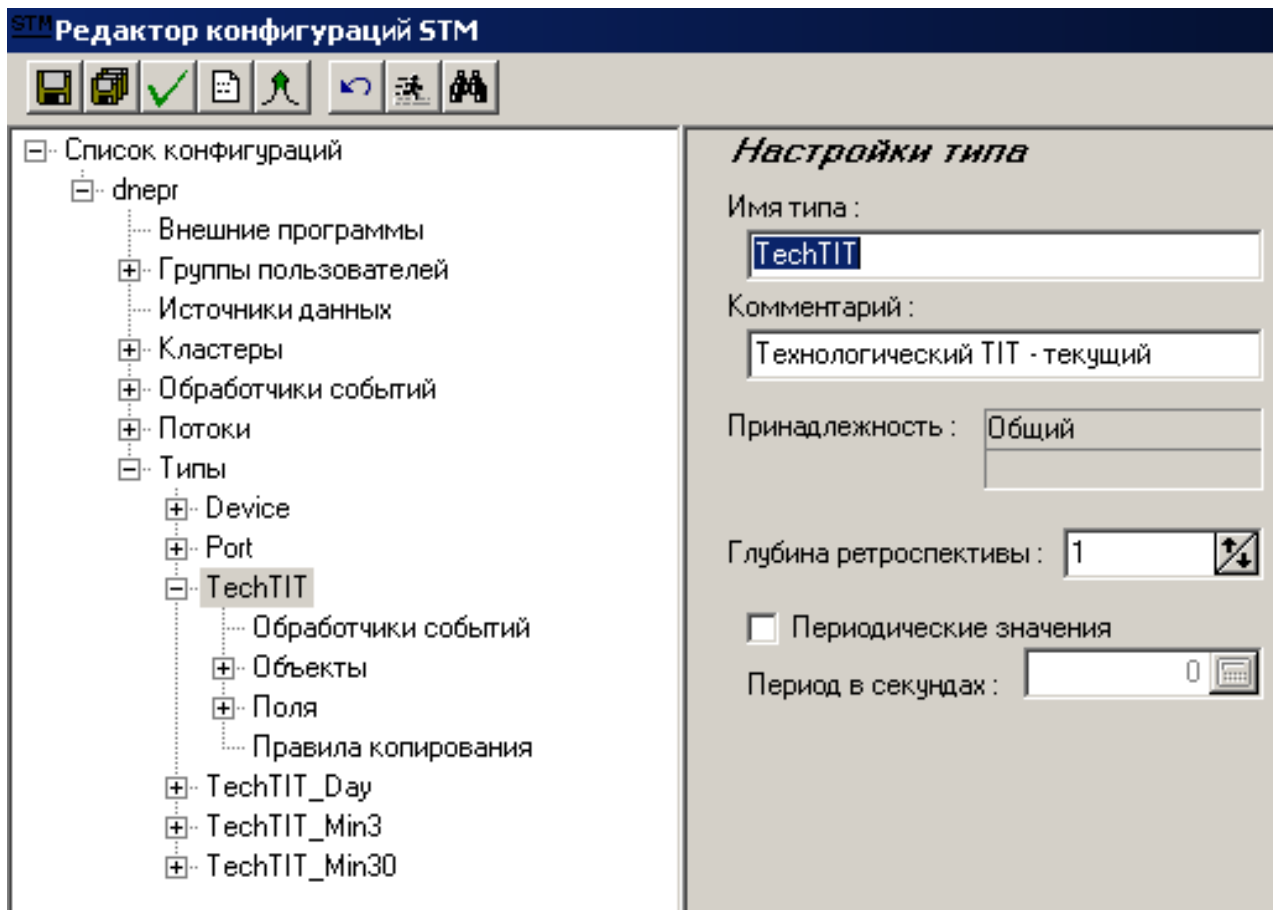 STM Редактор конфигураций STM
Список конфигураций
dnepr
Внешние программы
Группы пользователей
Источники данных
Кластеры
Обработчики событий
Потоки
Типы
Device
Port
TechTIT
Обработчики событий
Объекты
Поля
Правила копирования
TechTIT_Day
TechTIT_Min3
TechTIT_Min30
Настройки типа
Имя типа :
TechTIT
Комментарий :
Технологический TIT - текущий
Принадлежность : Общий
Глубина ретроспективы : 1
Периодические значения
Период в секундах : 0